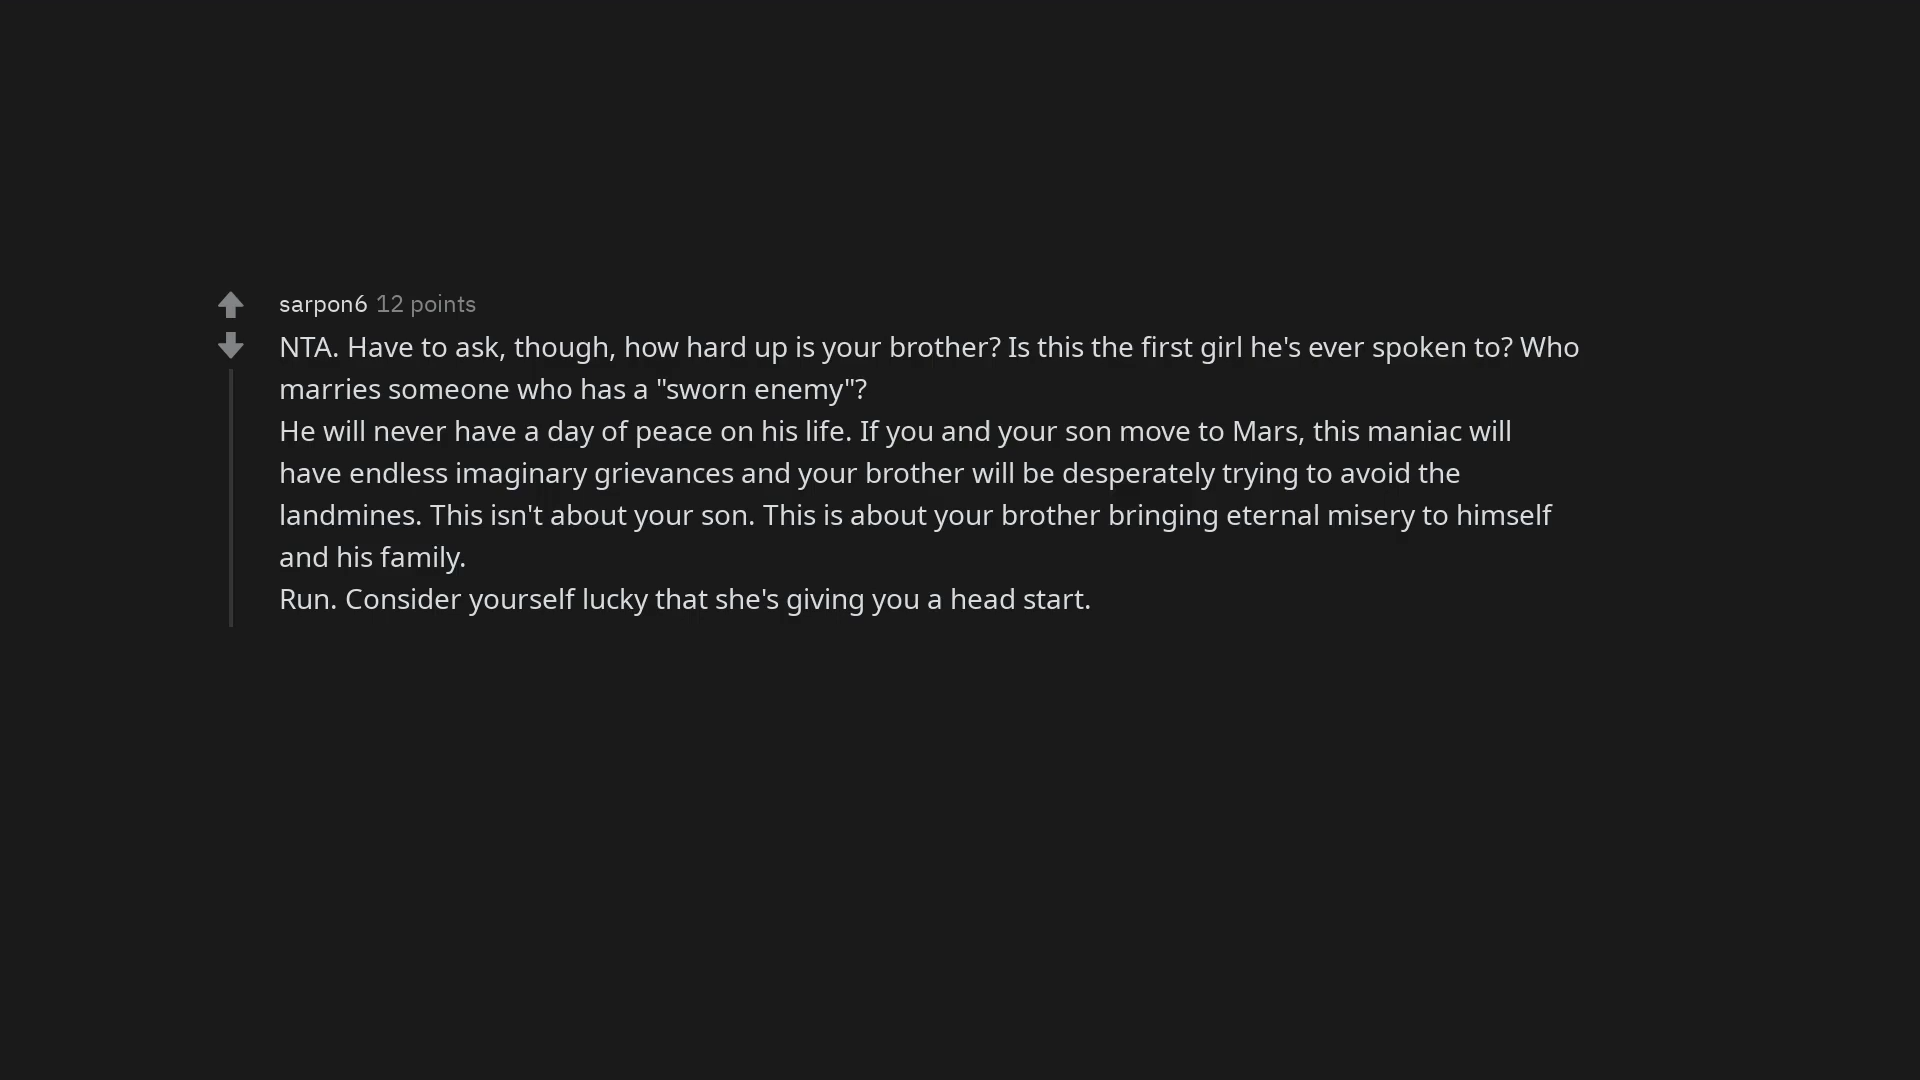 sarpon6 12 points
NTA. Have to ask, though, how hard up is your brother? Is this the first girl he's ever spoken to? Who
marries someone who has a "sworn enemy"?
He will never have a day of peace on his life. If you and your son move to Mars, this maniac will
have endless imaginary grievances and your brother will be desperately trying to avoid the
landmines. This isn't about your son. This is about your brother bringing eternal misery to himself
and his family.
Run. Consider yourself lucky that she's giving you a head start.